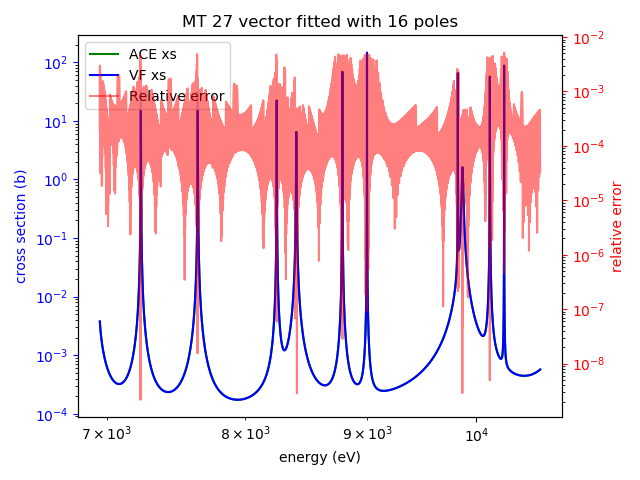 MT 27 vector fitted with 16 poles
ACE xs
VF xs
Relative error
cross section (b)
10²
10¹
10⁰
10⁻¹
10⁻²
10⁻³
10⁻⁴
10⁻²
10⁻³
10⁻⁴
10⁻⁵
10⁻⁶
10⁻⁷
10⁻⁸
relative error
7 × 10³ 8 × 10³ 9 × 10³ 10⁴
energy (eV)